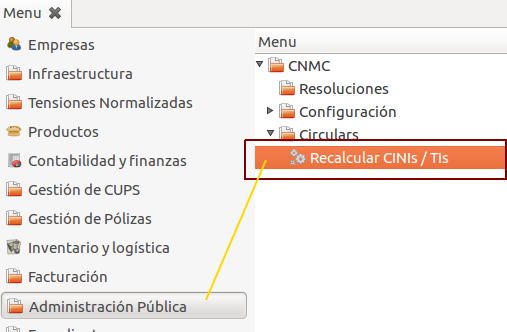 Menu
Empresas
Infraestructura
Tensiones Normalizadas
Productos
Contabilidad y finanzas
Gestión de CUPS
Gestión de Pólizas
Inventario y logística
Facturación
Administración Pública
Menu
CNMC
Resoluciones
Configuración
Circulars
Recalcular CINIs / TIs